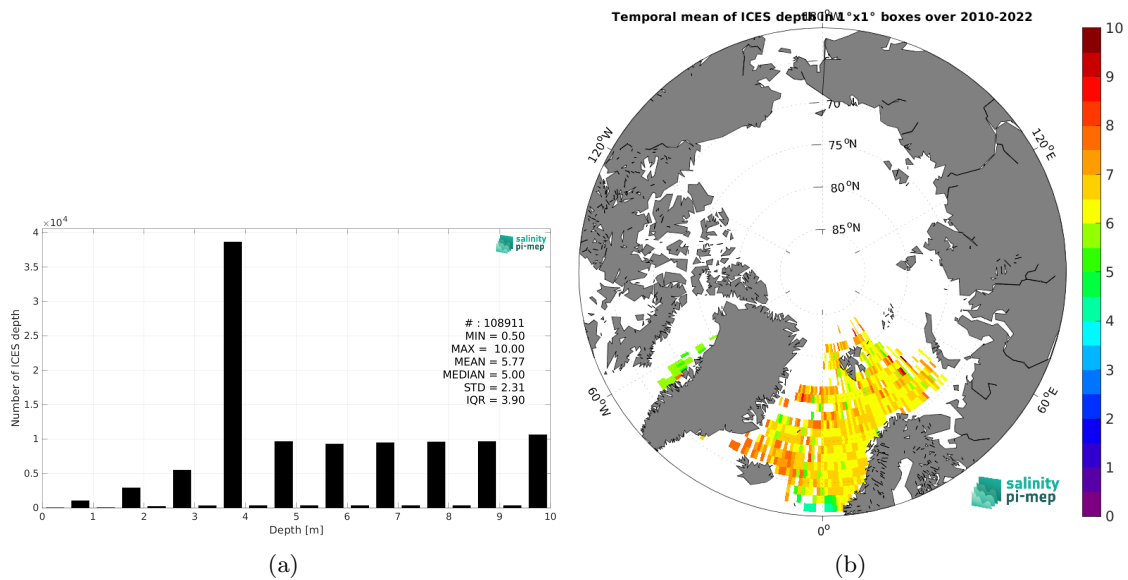 Temporal mean of ICES depth in 1°x1° boxes over 2010-2022
×10⁴
4
3.5
3
2.5
2
1.5
1
0.5
0
Number of ICES depth
salinity
pi-mep
# : 108911
MIN = 0.50
MAX = 10.00
MEAN = 5.77
MEDIAN = 5.00
STD = 2.31
IQR = 3.90
0 1 2 3 4 5 6 7 8 9 10
Depth [m]
(a)
180°W
120°W
120°E
60°W
60°E
0°
75°N
80°N
85°N
salinity
pi-mep
10
9
8
7
6
5
4
3
2
1
0
(b)